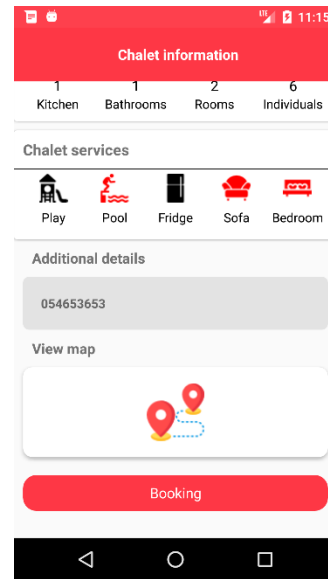 LTE 11:15
Chalet information
1 1 2 6
Kitchen Bathrooms Rooms Individuals
Chalet services
Play Pool Fridge Sofa Bedroom
Additional details
054653653
View map
Booking